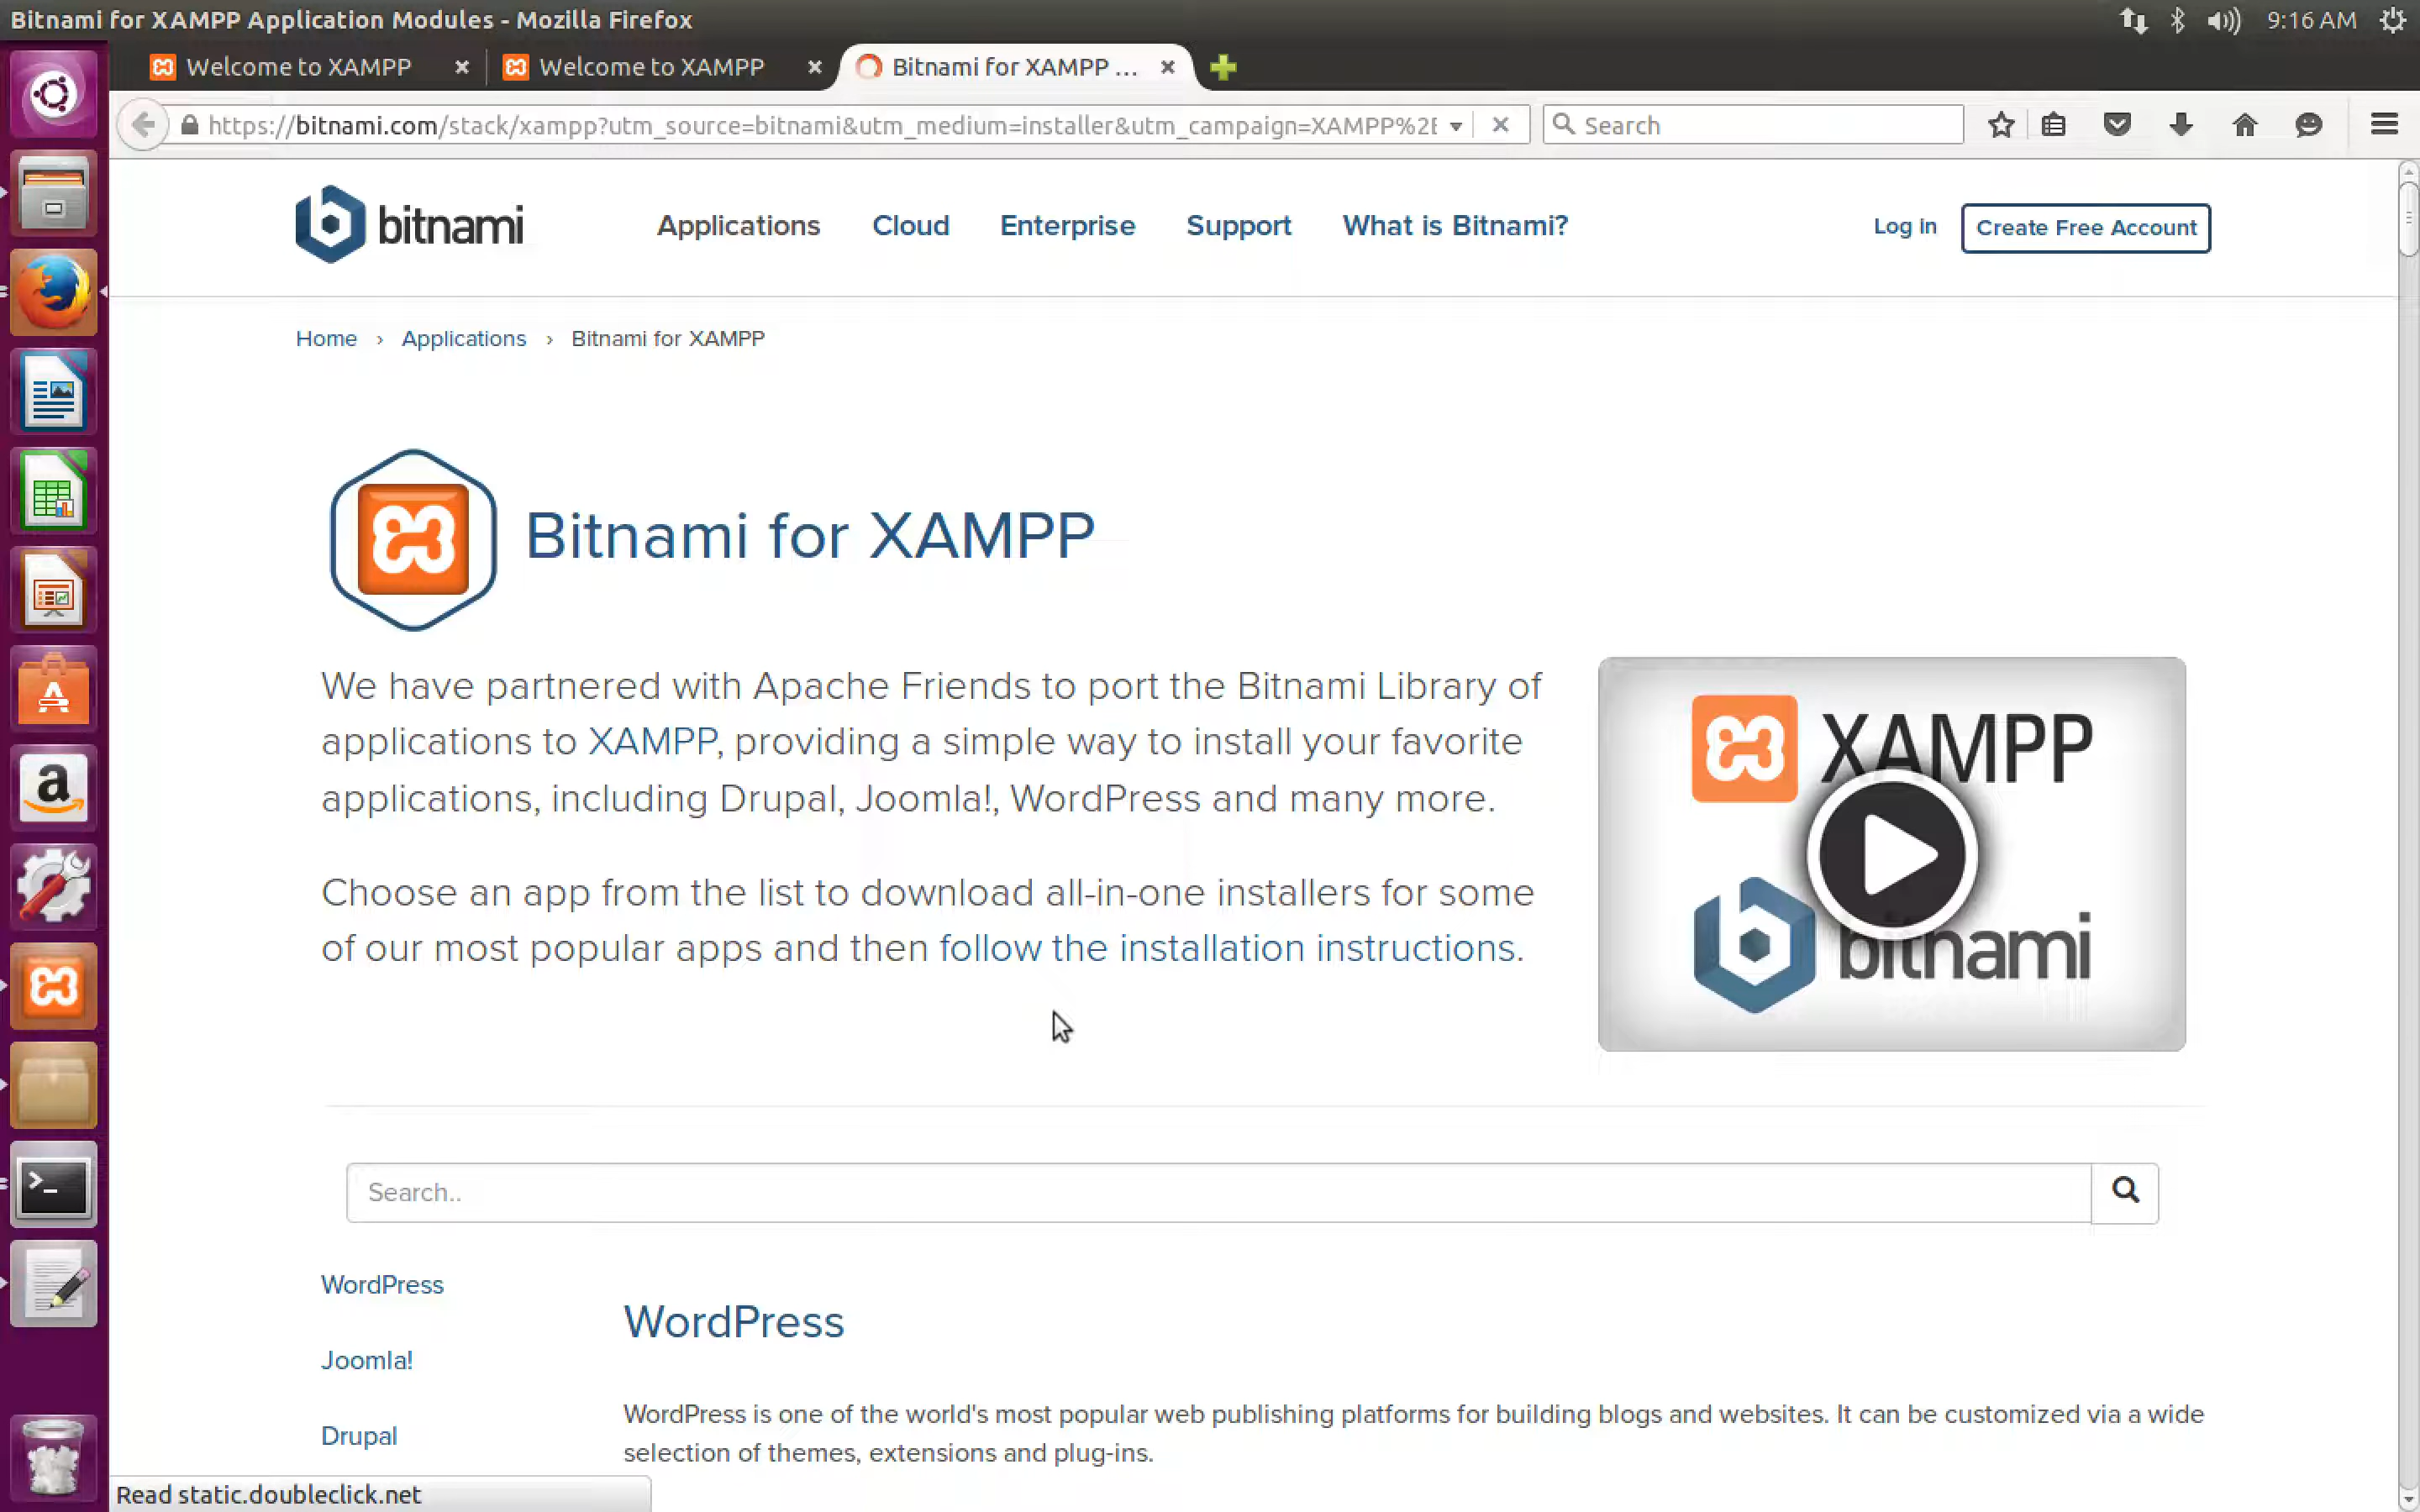 Bitnami for XAMPP Application Modules - Mozilla Firefox
9:16 AM
Welcome to XAMPP
Welcome to XAMPP
Bitnami for XAMPP ...
https://bitnami.com/stack/xampp?utm_source=bitnami&utm_medium=installer&utm_campaign=XAMPP%2
Search
bitnami
Applications
Cloud
Enterprise
Support
What is Bitnami?
Log in
Create Free Account
Home › Applications › Bitnami for XAMPP
Bitnami for XAMPP
We have partnered with Apache Friends to port the Bitnami Library of
applications to XAMPP, providing a simple way to install your favorite
applications, including Drupal, Joomla!, WordPress and many more.
Choose an app from the list to download all-in-one installers for some
of our most popular apps and then follow the installation instructions.
XAMPP
bitnami
Search..
WordPress
Joomla!
Drupal
WordPress
WordPress is one of the world's most popular web publishing platforms for building blogs and websites. It can be customized via a wide
selection of themes, extensions and plug-ins.
Read static.doubleclick.net